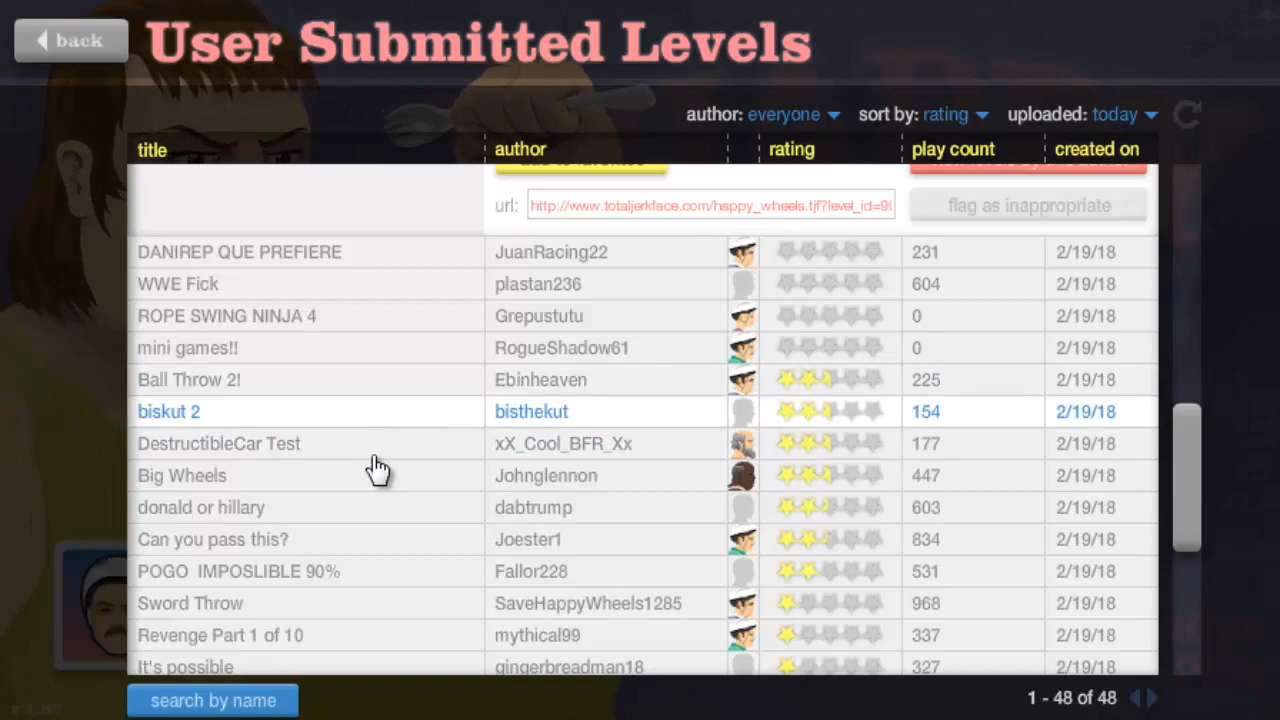 back
User Submitted Levels
author: everyone sort by: rating uploaded: today
title author rating play count created on
url: http://www.totaljerkface.com/happy_wheels.tjf?level_id=9 flag as inappropriate
DANIREP QUE PREFIERE JuanRacing22 231 2/19/18
WWE Fick plastan236 604 2/19/18
ROPE SWING NINJA 4 Grepustutu 0 2/19/18
mini games!! RogueShadow61 0 2/19/18
Ball Throw 2! Ebinheaven 225 2/19/18
biskut 2 bisthekut 154 2/19/18
DestructibleCar Test xX_Cool_BFR_Xx 177 2/19/18
Big Wheels Johnglennon 447 2/19/18
donald or hillary dabtrump 603 2/19/18
Can you pass this? Joester1 834 2/19/18
POGO IMPOSLIBLE 90% Fallor228 531 2/19/18
Sword Throw SaveHappyWheels1285 968 2/19/18
Revenge Part 1 of 10 mythical99 337 2/19/18
It's possible gingerbreadman18 327 2/19/18
search by name 1 - 48 of 48
v 1.87